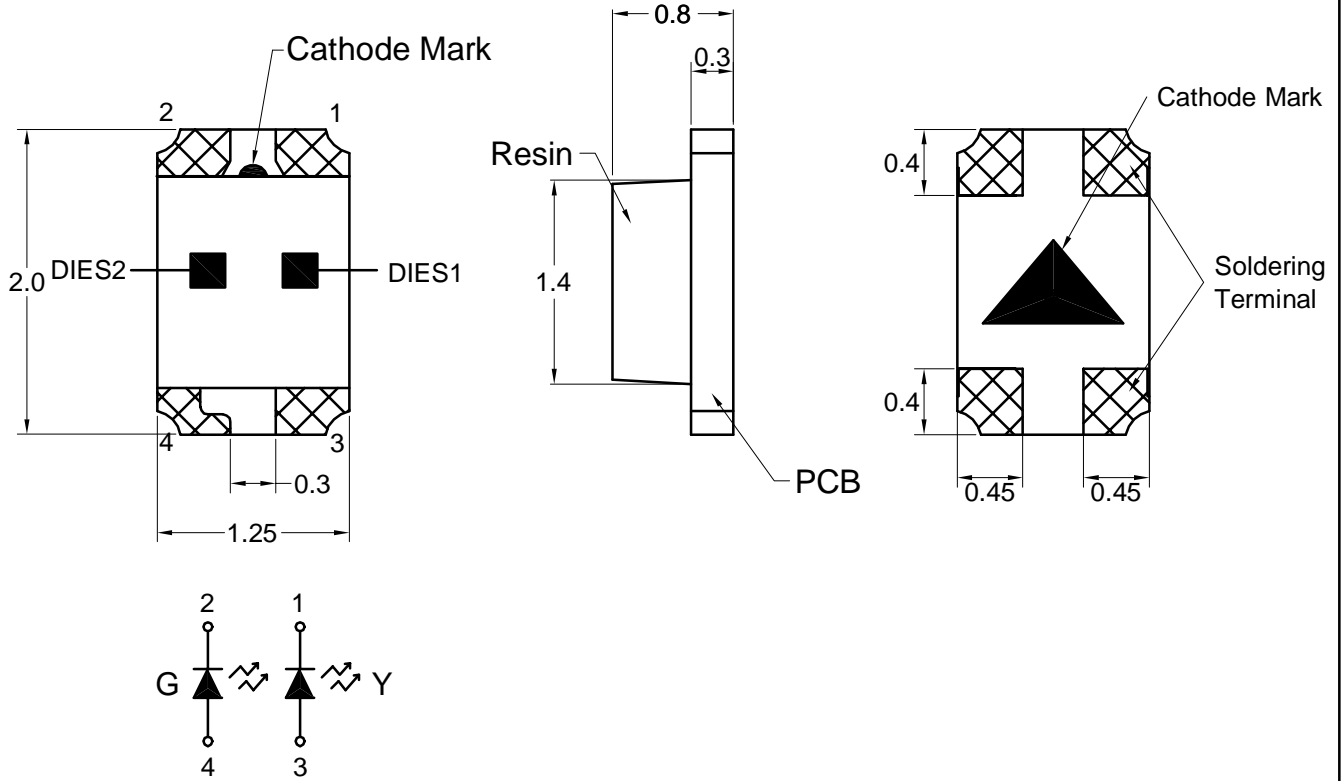 Cathode Mark
2
1
DIES2
DIES1
2.0
4
3
0.3
1.25
0.8
0.3
Resin
1.4
PCB
Cathode Mark
0.4
Soldering
Terminal
0.4
0.45
0.45
2
1
G
Y
4
3